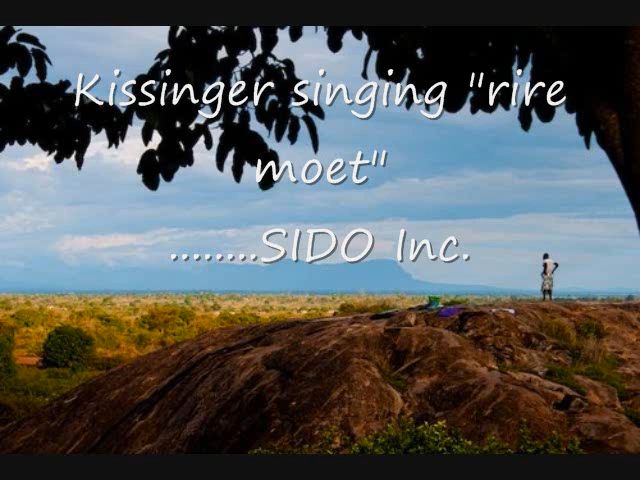 Kissinger singing "rire
moet"
........SIDO Inc.